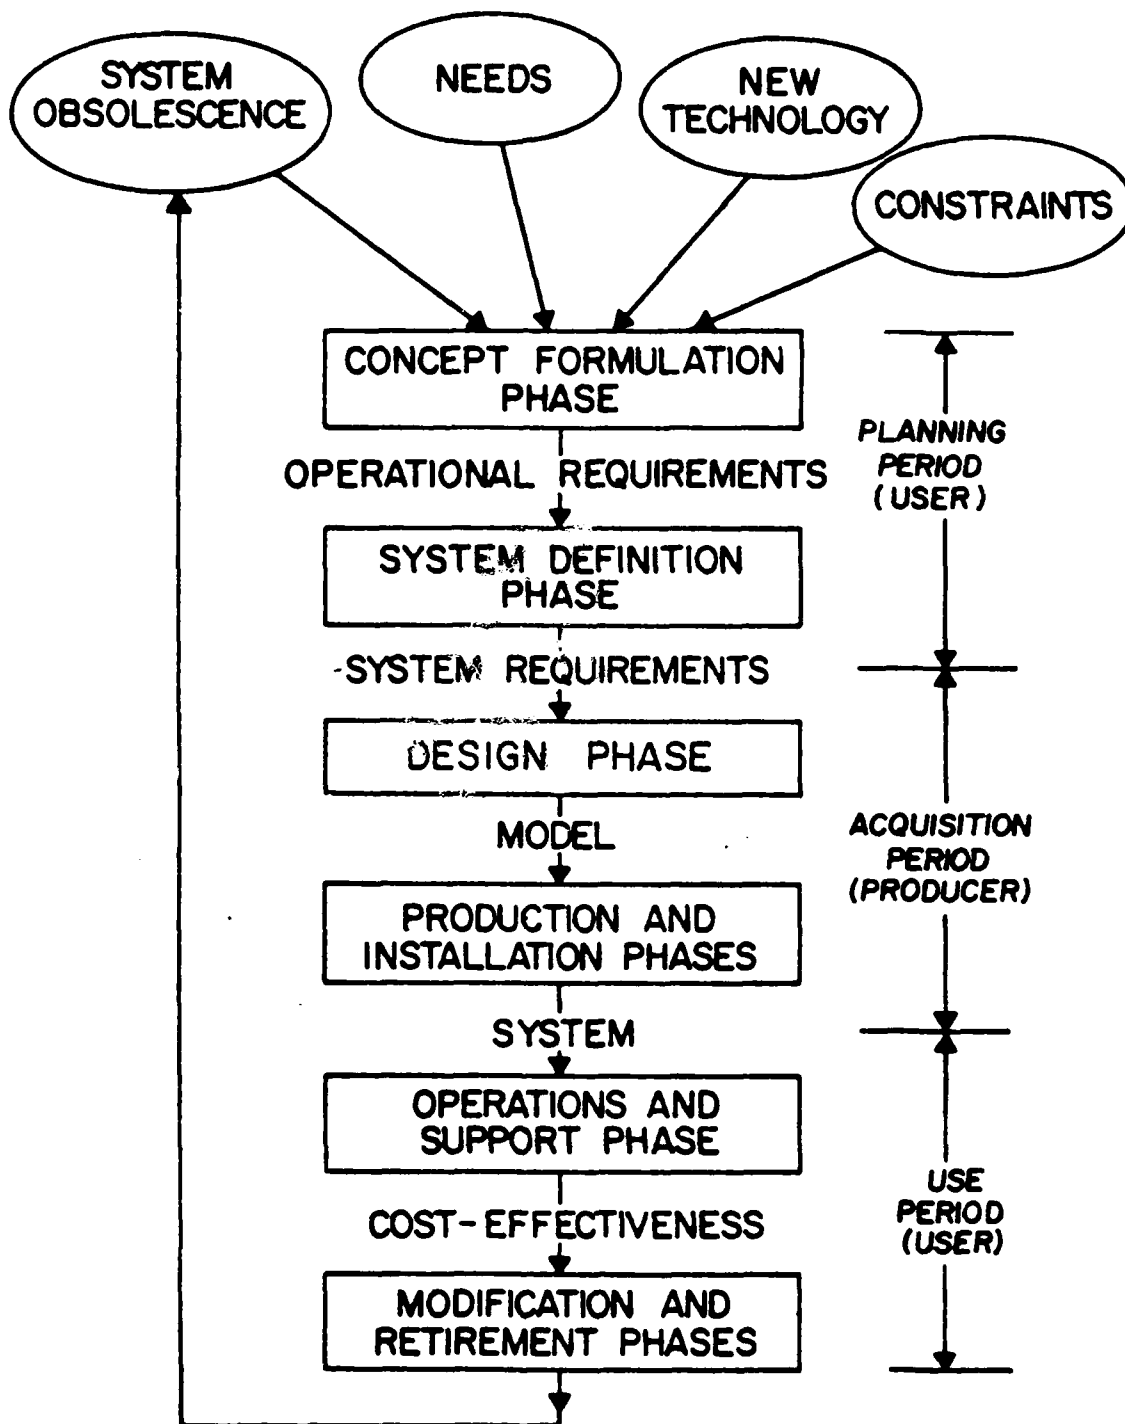 SYSTEM
OBSOLESCENCE
NEEDS
NEW
TECHNOLOGY
CONSTRAINTS
CONCEPT FORMULATION
PHASE
OPERATIONAL REQUIREMENTS
SYSTEM DEFINITION
PHASE
SYSTEM REQUIREMENTS
DESIGN PHASE
MODEL
PRODUCTION AND
INSTALLATION PHASES
SYSTEM
OPERATIONS AND
SUPPORT PHASE
COST-EFFECTIVENESS
MODIFICATION AND
RETIREMENT PHASES
PLANNING
PERIOD
(USER)
ACQUISITION
PERIOD
(PRODUCER)
USE
PERIOD
(USER)